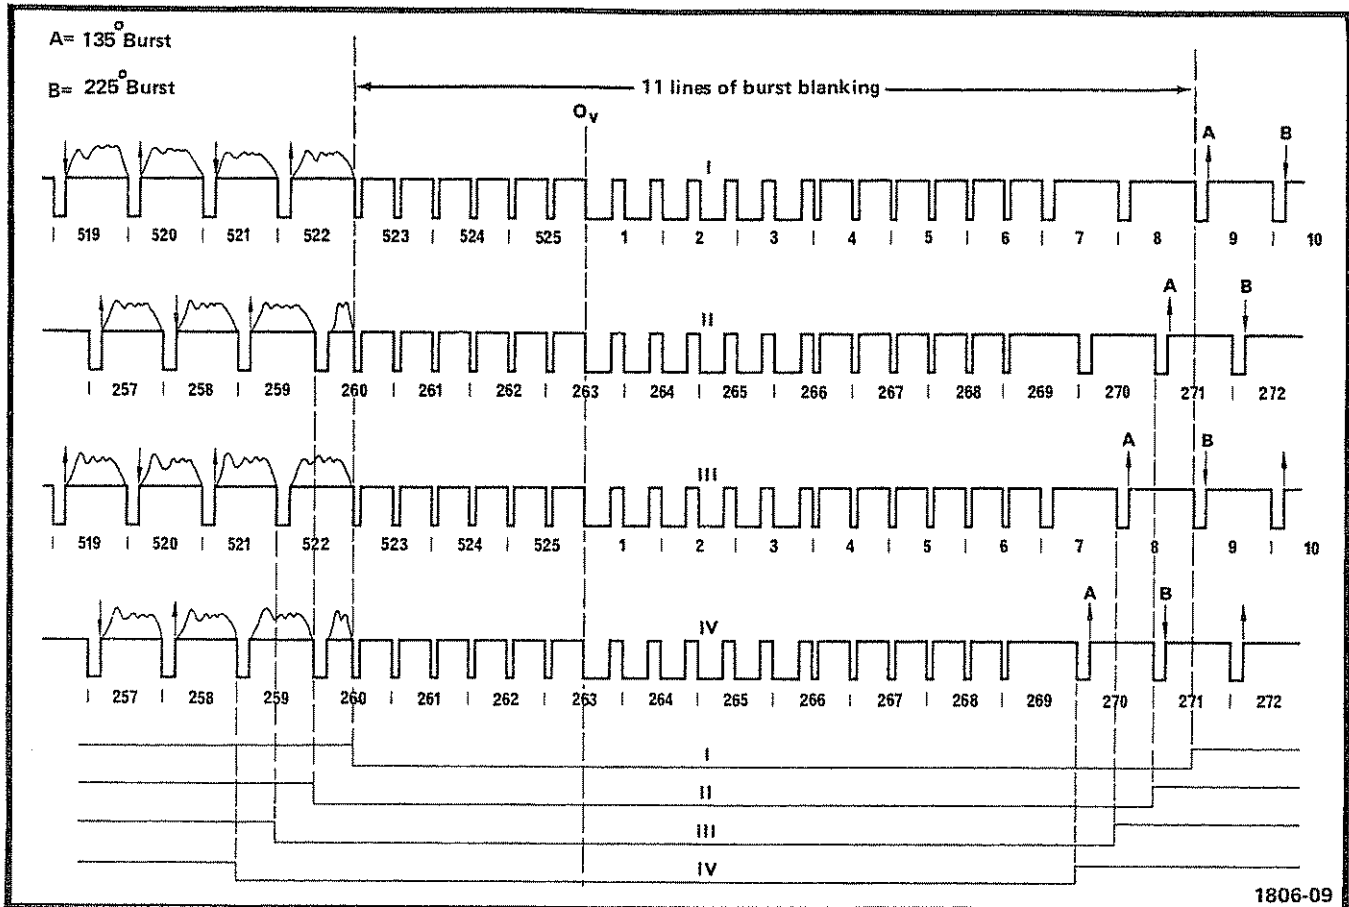 A= 135° Burst
B= 225° Burst
11 lines of burst blanking
Ov
A B
I
519 520 521 522 523 524 525 1 2 3 4 5 6 7 8 9 10
A B
II
257 258 259 260 261 262 263 264 265 266 267 268 269 270 271 272
A B
III
519 520 521 522 523 524 525 1 2 3 4 5 6 7 8 9 10
A B
IV
257 258 259 260 261 262 263 264 265 266 267 268 269 270 271 272
I
II
III
IV
1806-09